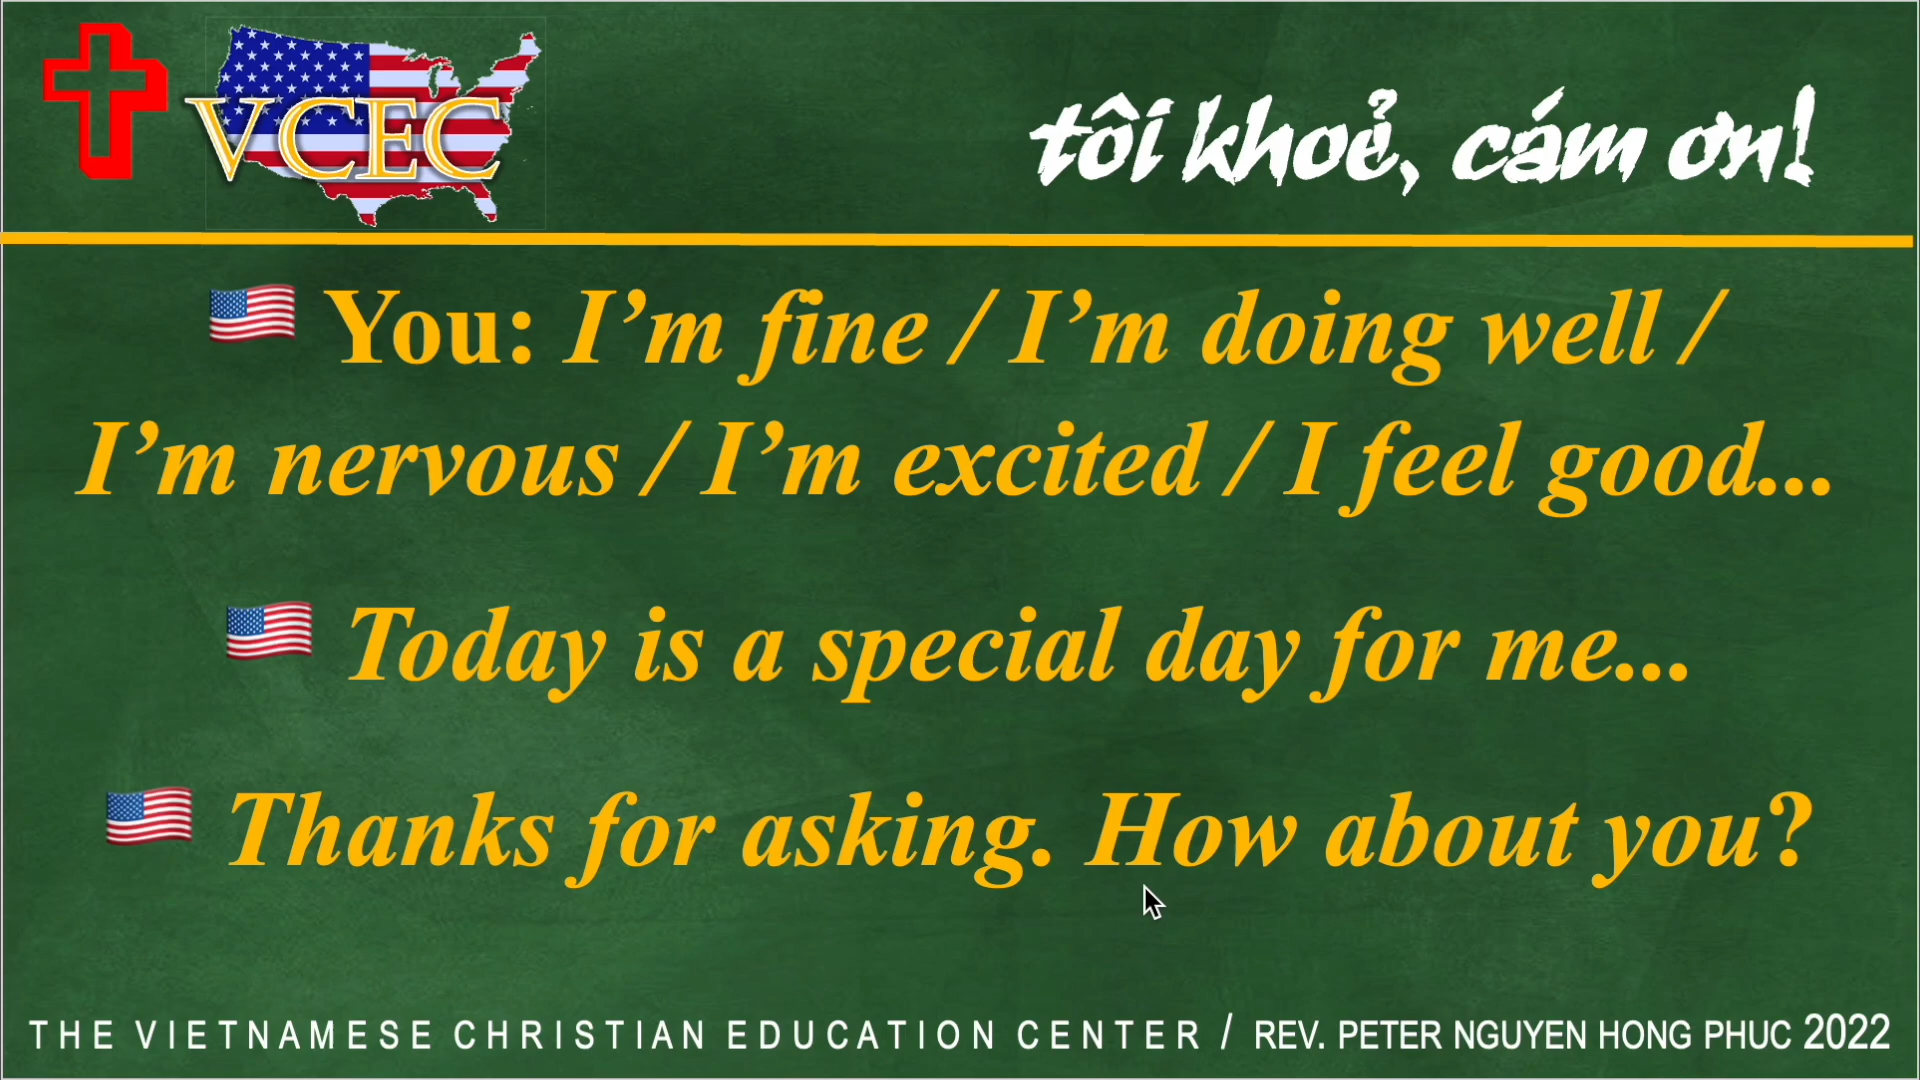 VCEC
tôi khoẻ, cám ơn!
You: I’m fine / I’m doing well /
I’m nervous / I’m excited / I feel good...
Today is a special day for me...
Thanks for asking. How about you?
THE VIETNAMESE CHRISTIAN EDUCATION CENTER / REV. PETER NGUYEN HONG PHUC 2022